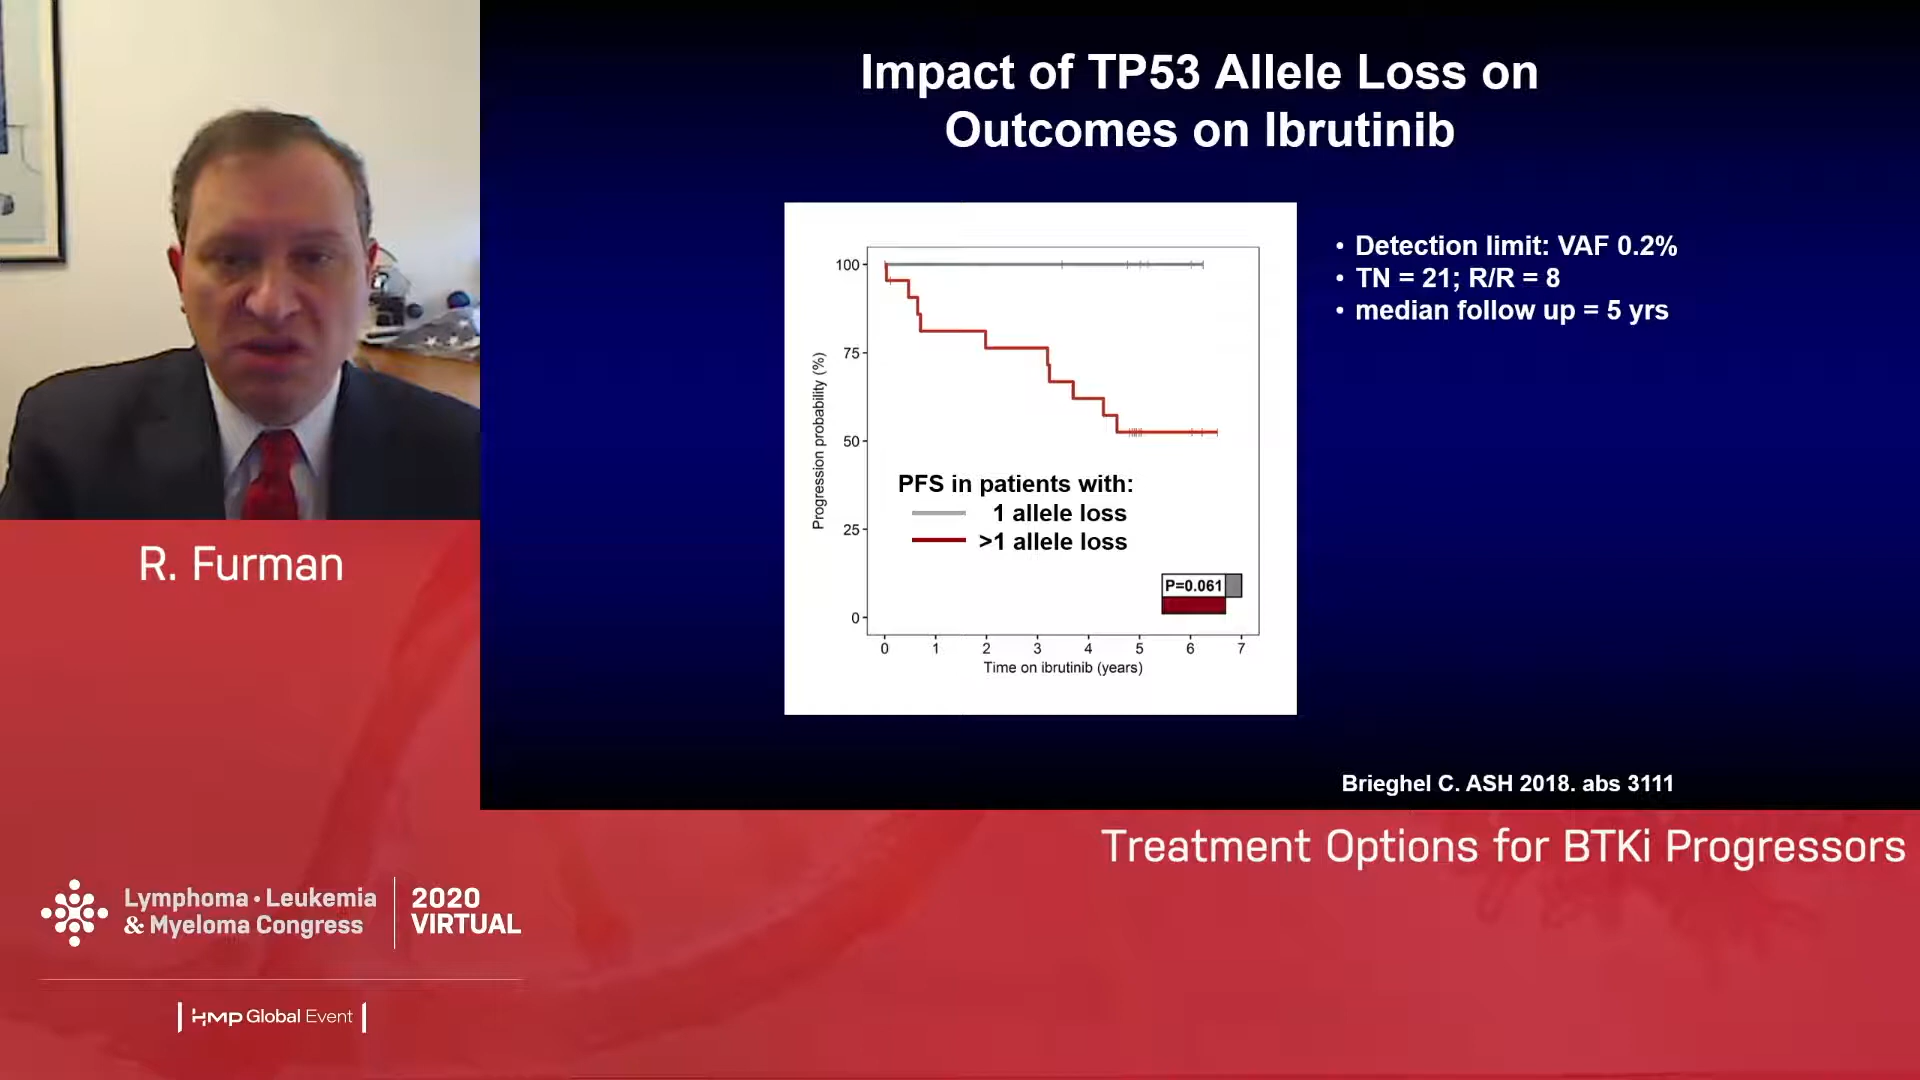 Impact of TP53 Allele Loss on
Outcomes on Ibrutinib
Progression probability (%)
100
75
50
25
0
PFS in patients with:
1 allele loss
>1 allele loss
P=0.061
0 1 2 3 4 5 6 7
Time on ibrutinib (years)
• Detection limit: VAF 0.2%
• TN = 21; R/R = 8
• median follow up = 5 yrs
Brieghel C. ASH 2018. abs 3111
R. Furman
Treatment Options for BTKi Progressors
Lymphoma • Leukemia
& Myeloma Congress
2020
VIRTUAL
HMP Global Event